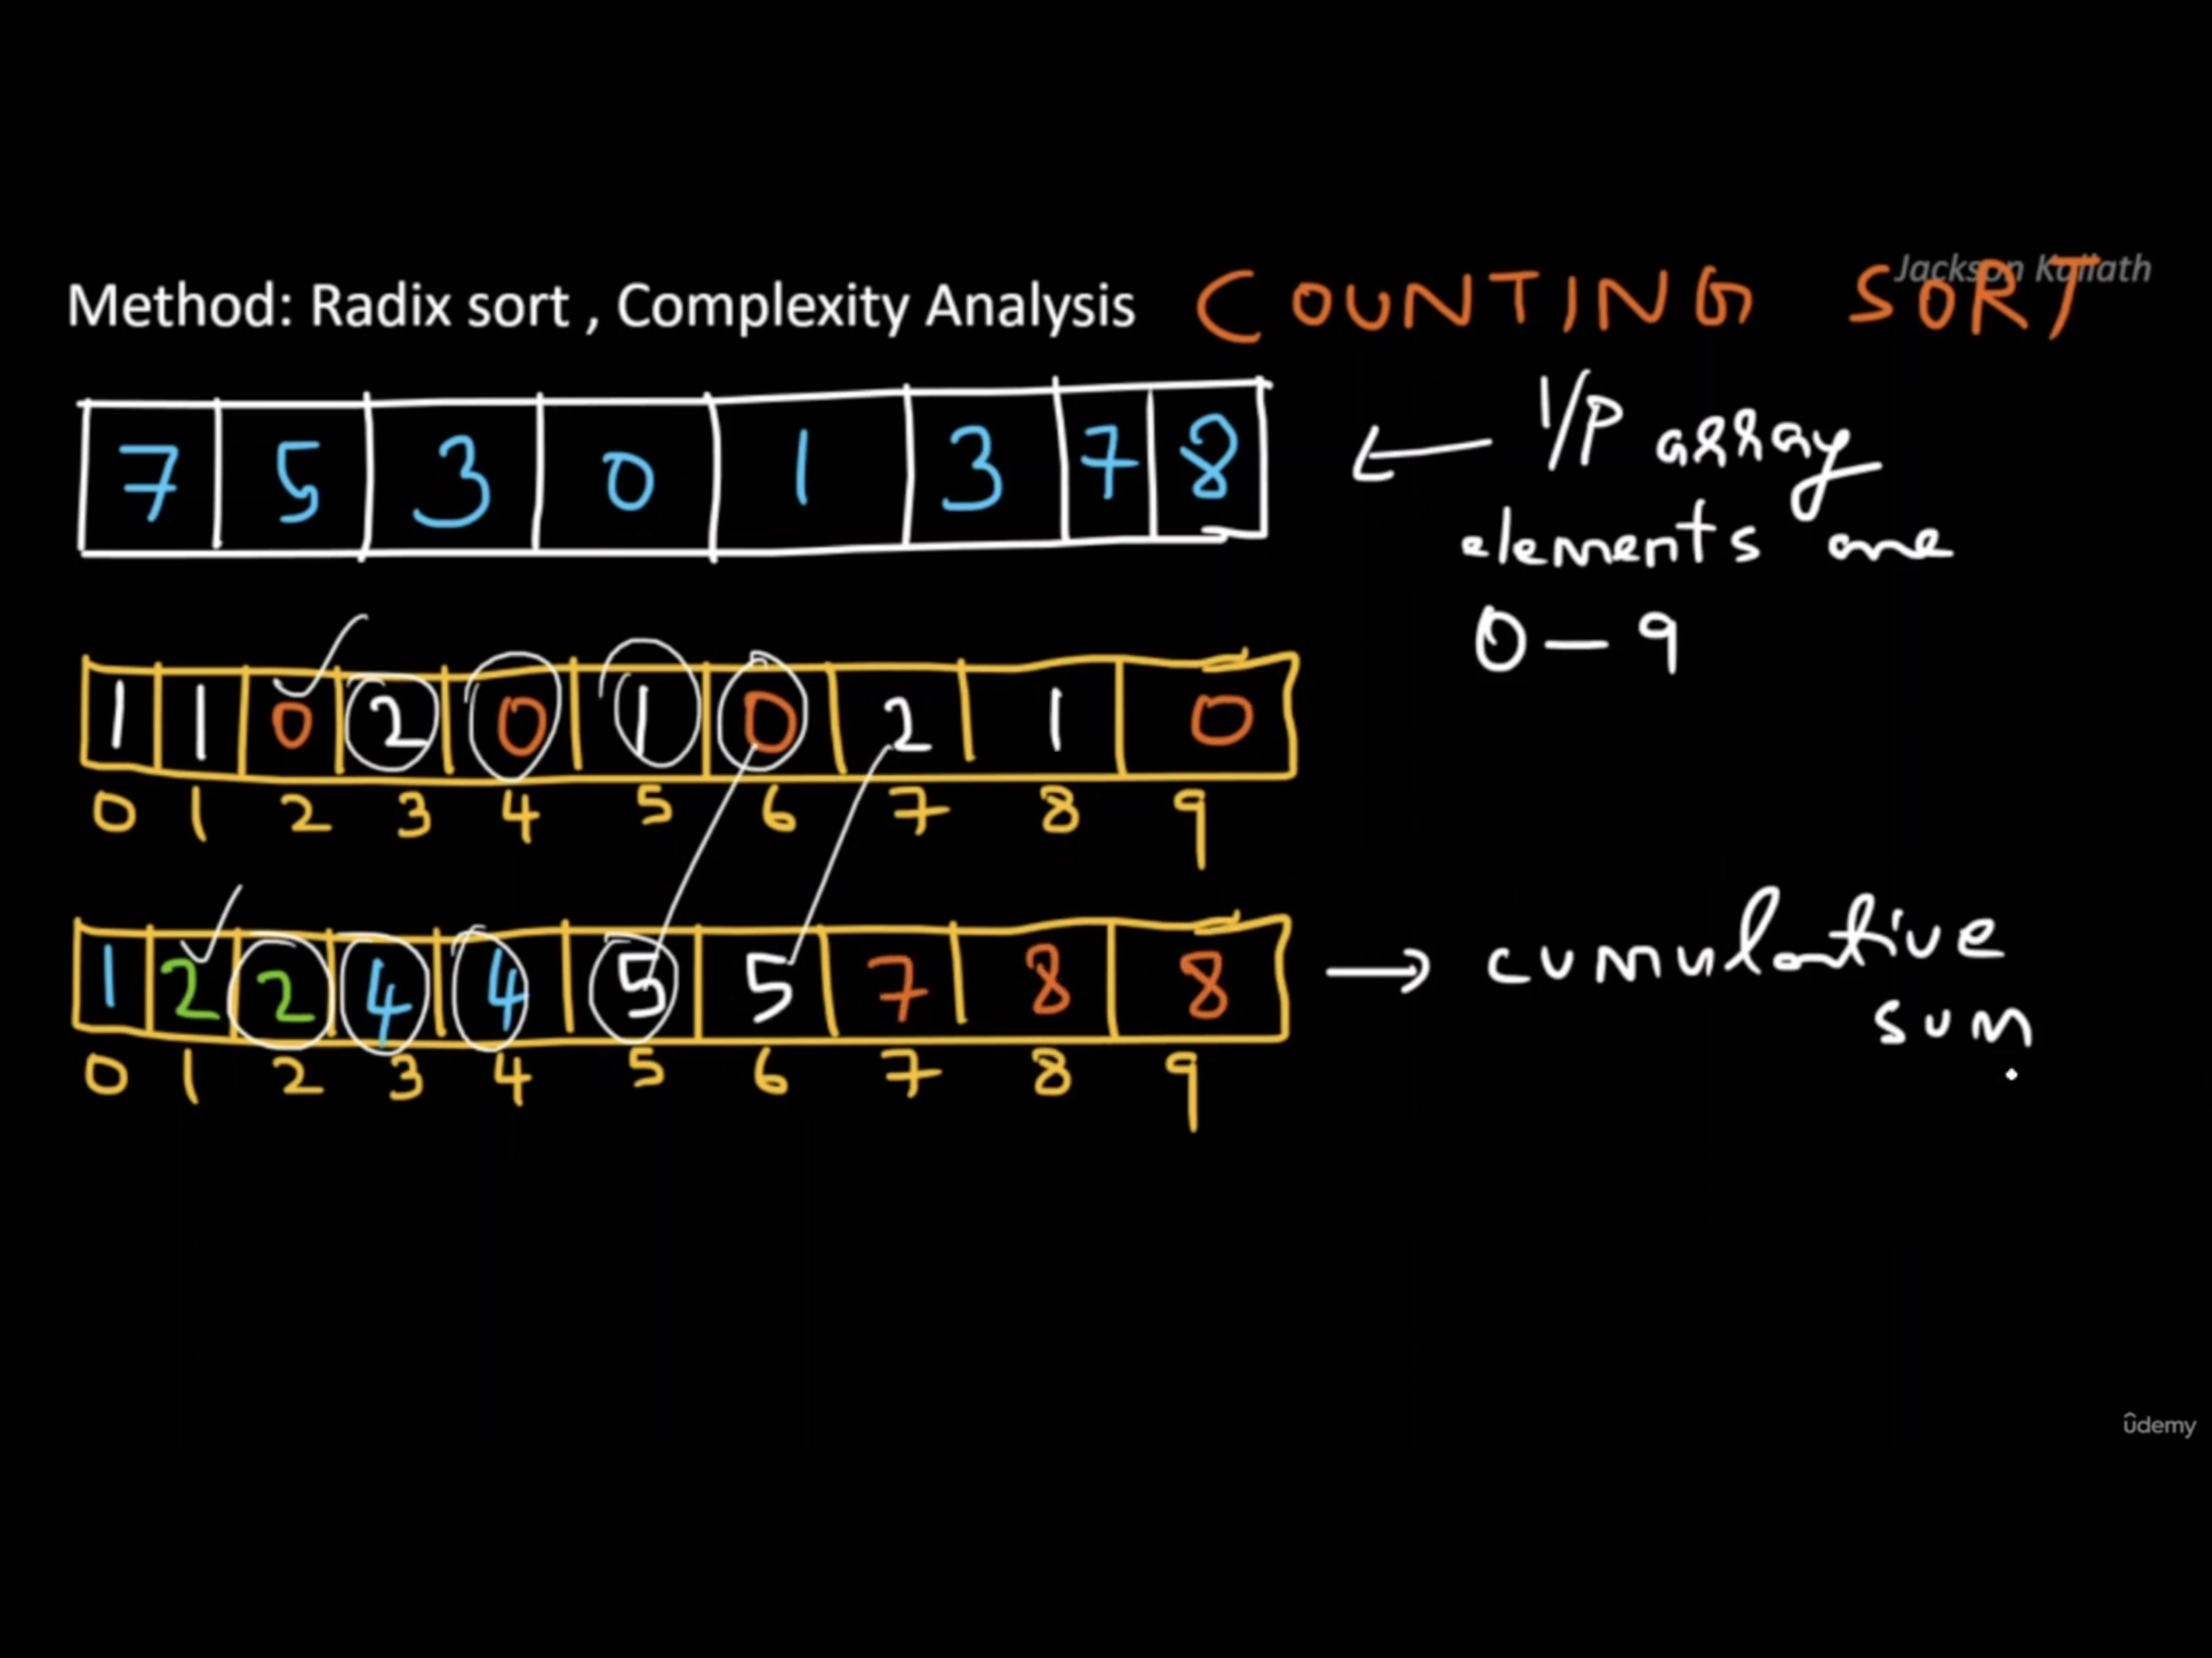 Jackson Kallath
Method: Radix sort , Complexity Analysis COUNTING SORT
7 5 3 0 1 3 7 8
I/P array
elements are
0 - 9
1 1 0 2 0 1 0 2 1 0
0 1 2 3 4 5 6 7 8 9
1 2 2 4 4 5 5 7 8 8
cumulative
sum
0 1 2 3 4 5 6 7 8 9
udemy